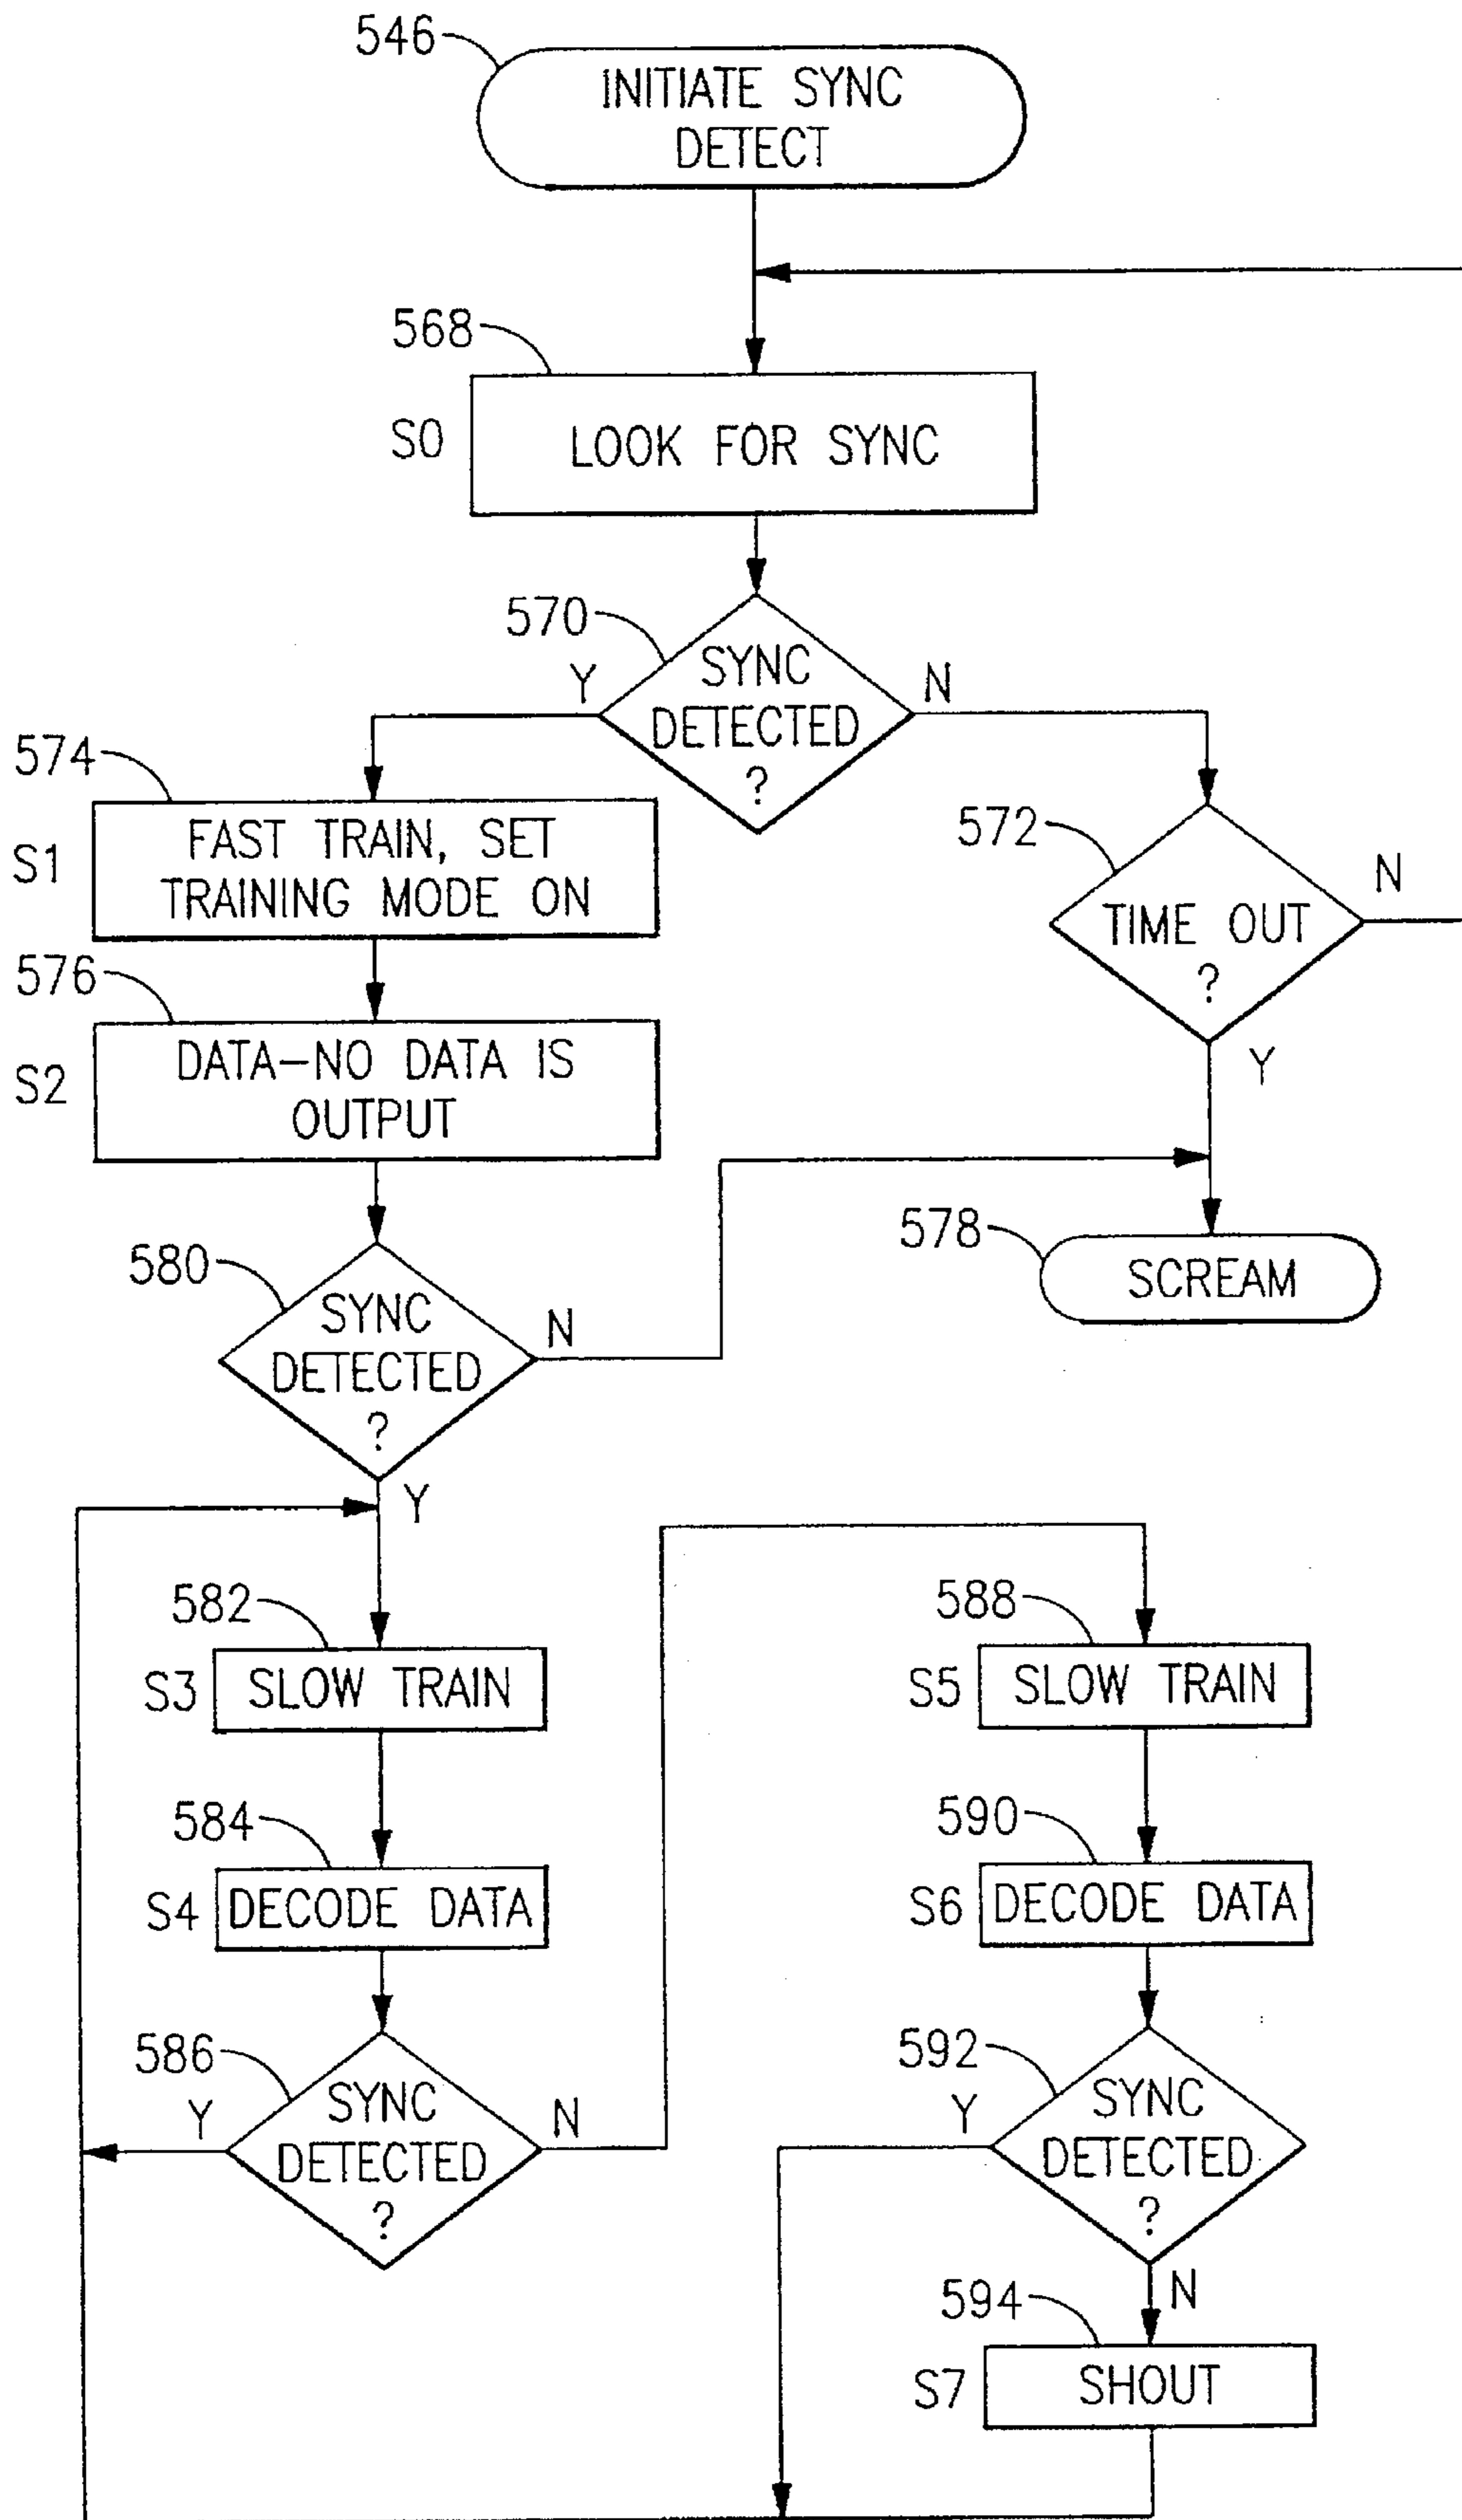 546
INITIATE SYNC
DETECT
568
S0
LOOK FOR SYNC
570
SYNC
DETECTED
?
Y
N
574
S1
FAST TRAIN, SET
TRAINING MODE ON
572
TIME OUT
?
N
Y
576
S2
DATA-NO DATA IS
OUTPUT
578
SCREAM
580
SYNC
DETECTED
?
N
Y
582
S3
SLOW TRAIN
588
S5
SLOW TRAIN
584
S4
DECODE DATA
590
S6
DECODE DATA
586
Y
SYNC
DETECTED
?
N
592
Y
SYNC
DETECTED
?
N
594
S7
SHOUT